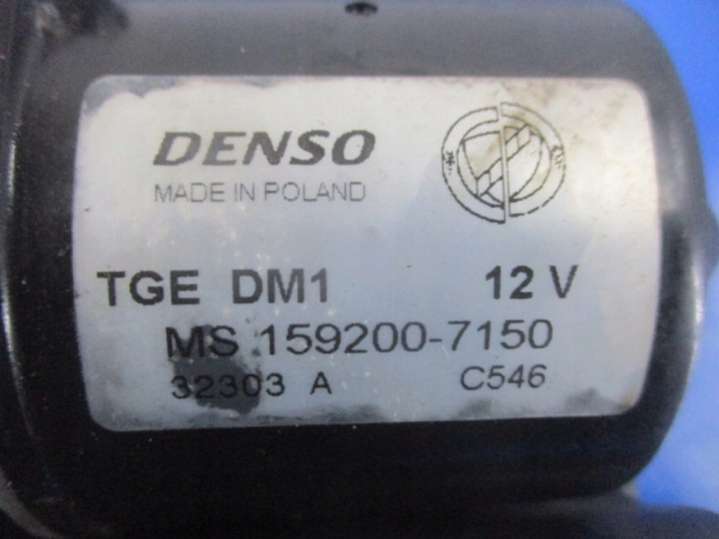 DENSO
MADE IN POLAND
TGE DM1 12 V
MS 159200-7150
32303 A C546